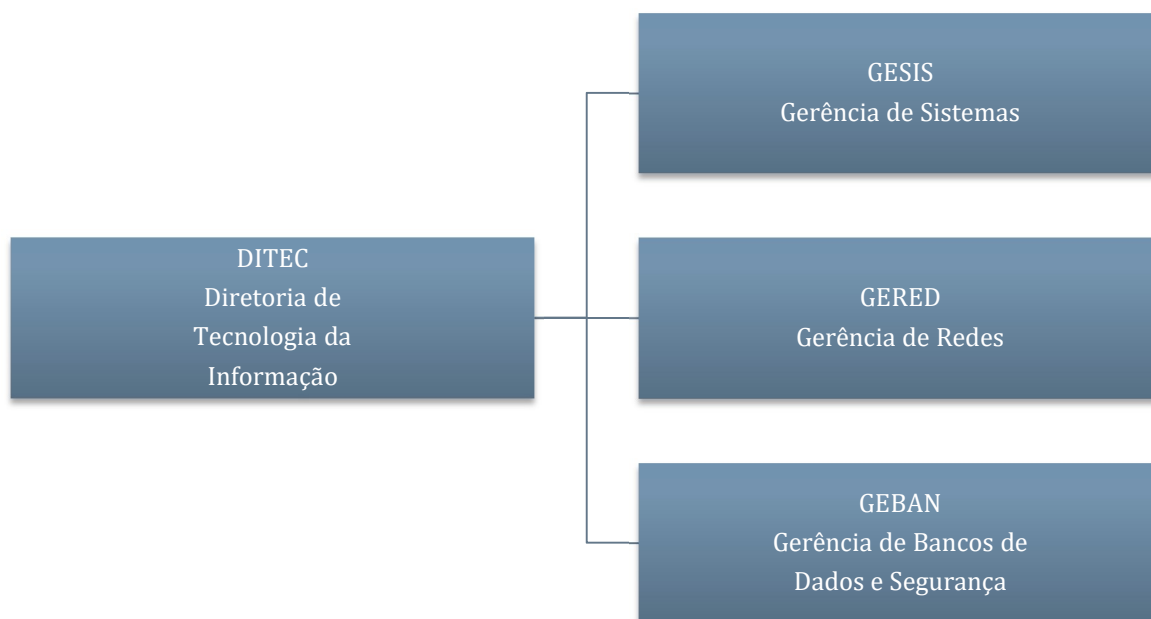 GESIS
Gerência de Sistemas
DITEC
Diretoria de
Tecnologia da
Informação
GERED
Gerência de Redes
GEBAN
Gerência de Bancos de
Dados e Segurança